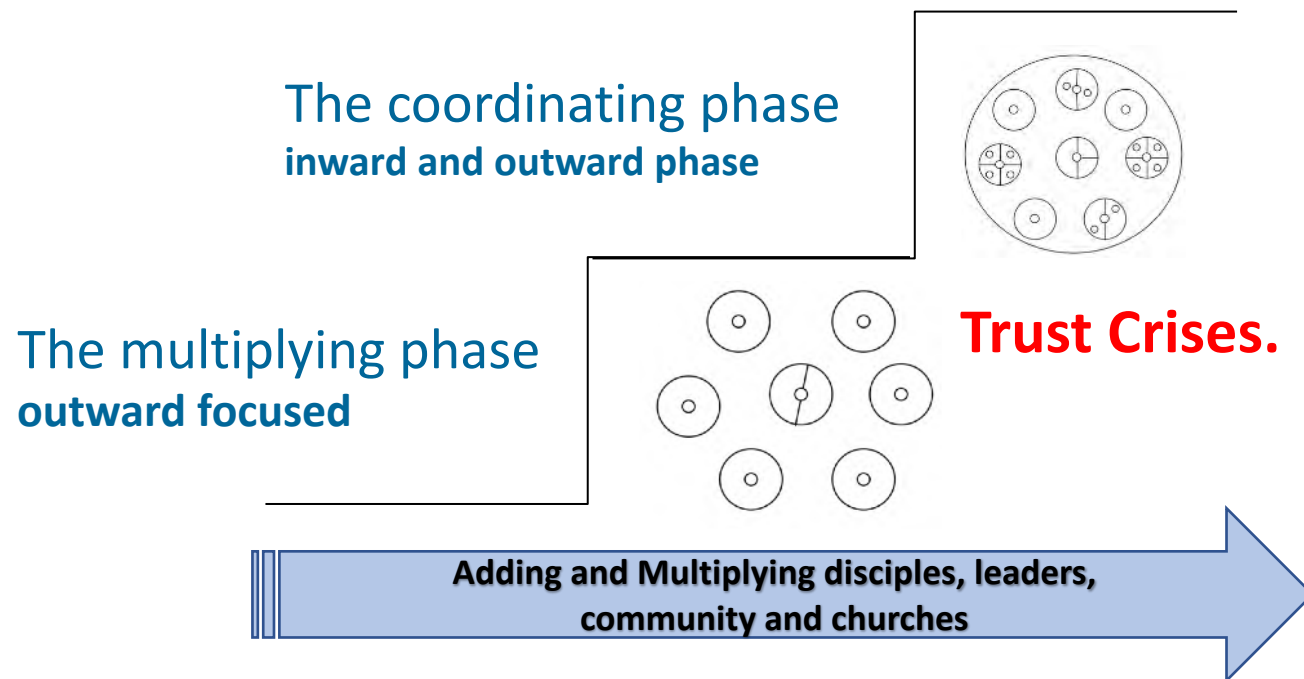 The coordinating phase
inward and outward phase
The multiplying phase
outward focused
Trust Crises.
Adding and Multiplying disciples, leaders,
community and churches